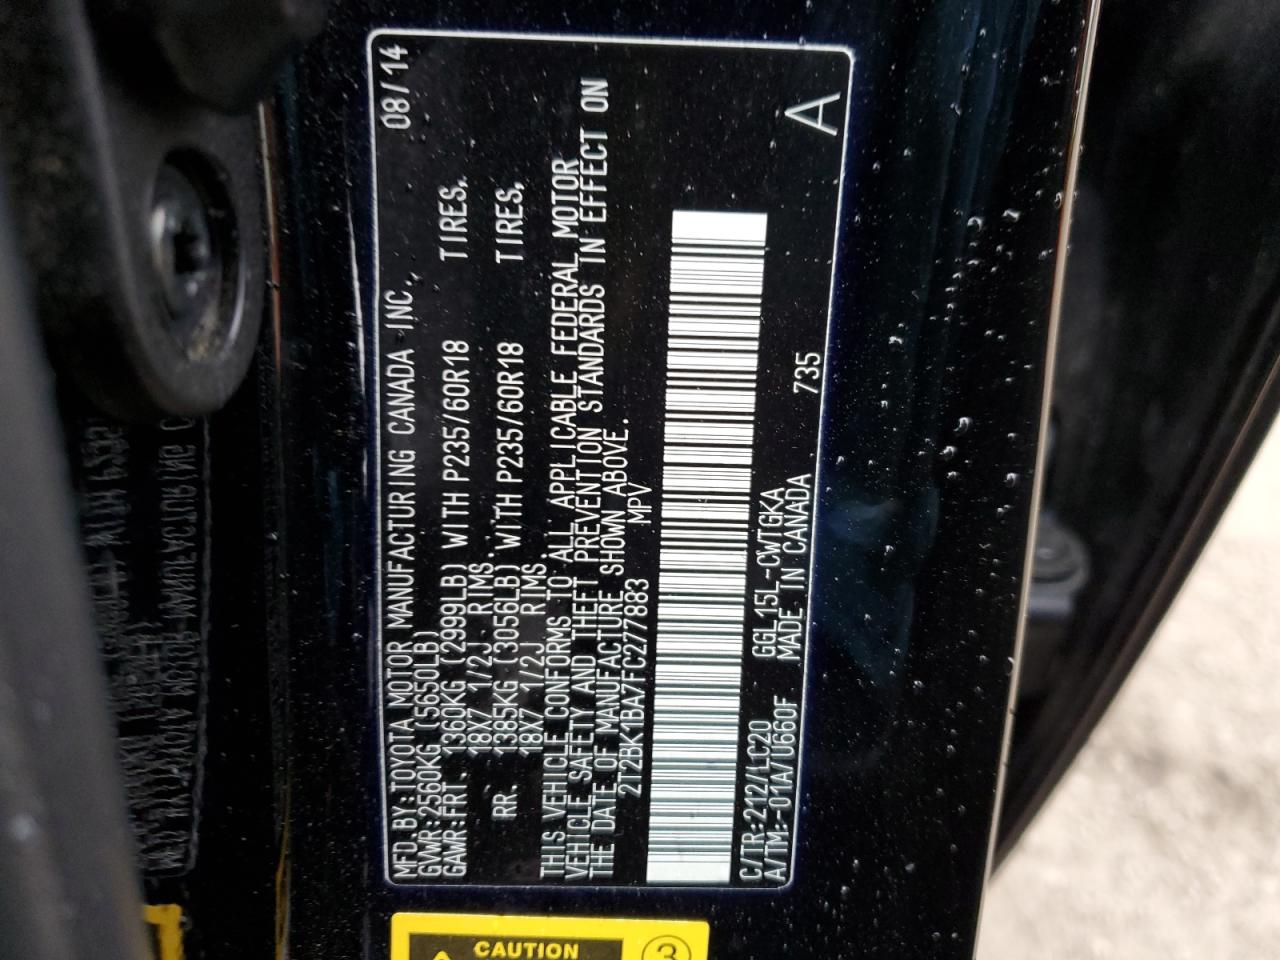 MFD. BY: TOYOTA MOTOR MANUFACTURING CANADA INC., 08/14
GVWR: 2560KG (5650LB)
GAWR: FRT. 1360KG (2999LB) WITH P235/60R18 TIRES,
18X7 1/2J RIMS.
RR. 1385KG (3056LB) WITH P235/60R18 TIRES,
18X7 1/2J RIMS.
THIS VEHICLE CONFORMS TO ALL APPLICABLE FEDERAL MOTOR
VEHICLE SAFETY AND THEFT PREVENTION STANDARDS IN EFFECT ON
THE DATE OF MANUFACTURE SHOWN ABOVE.
2T2BK1BA7FC277883 MPV
C/TR: 212/LC20 GGL15L-CWTGKA
A/TM: -01A/U660F MADE IN CANADA 735 A
CAUTION 3